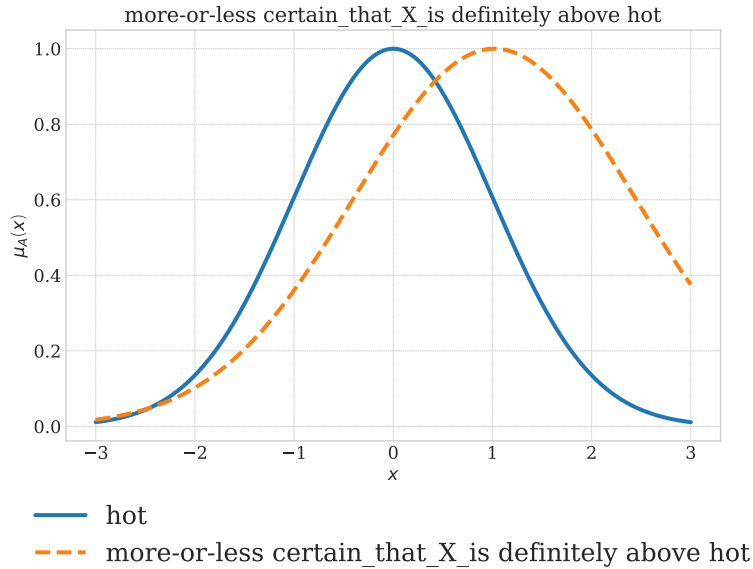 more-or-less certain_that_X_is definitely above hot
1.0
0.8
0.6
0.4
0.2
0.0
μ_A(x)
−3 −2 −1 0 1 2 3
x
hot
more-or-less certain_that_X_is definitely above hot